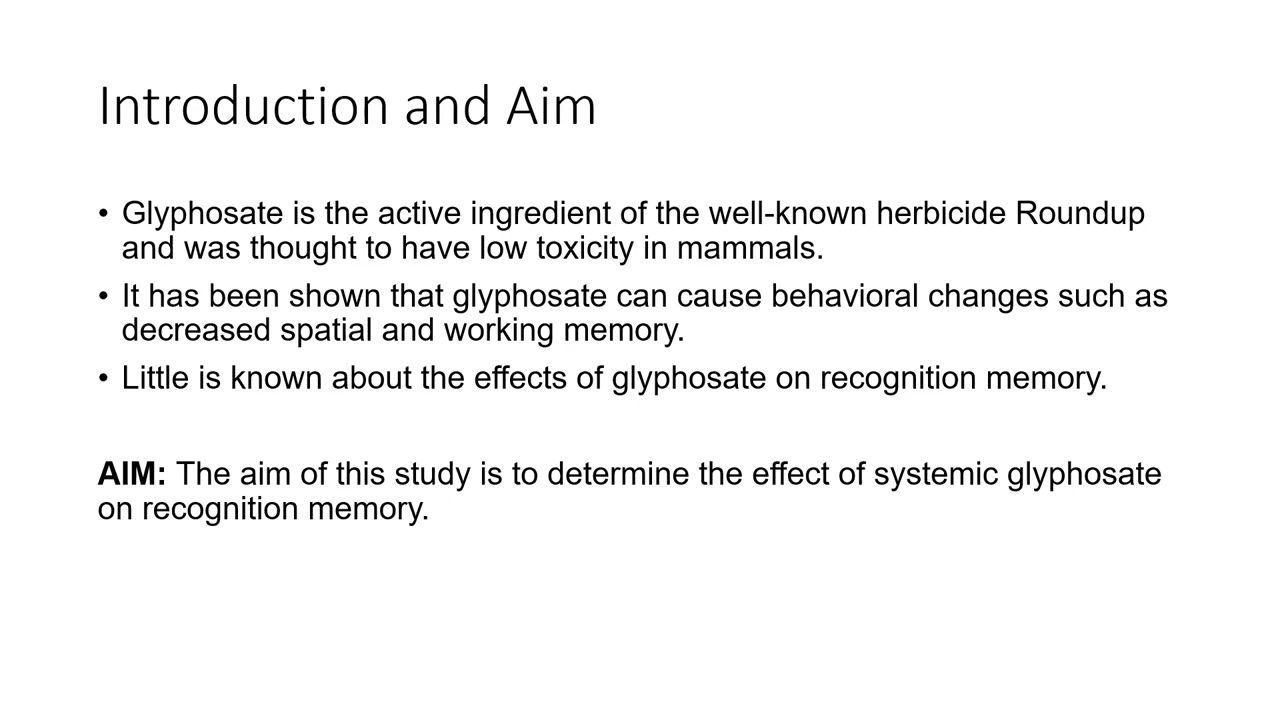 Introduction and Aim
• Glyphosate is the active ingredient of the well-known herbicide Roundup
and was thought to have low toxicity in mammals.
• It has been shown that glyphosate can cause behavioral changes such as
decreased spatial and working memory.
• Little is known about the effects of glyphosate on recognition memory.
AIM: The aim of this study is to determine the effect of systemic glyphosate
on recognition memory.